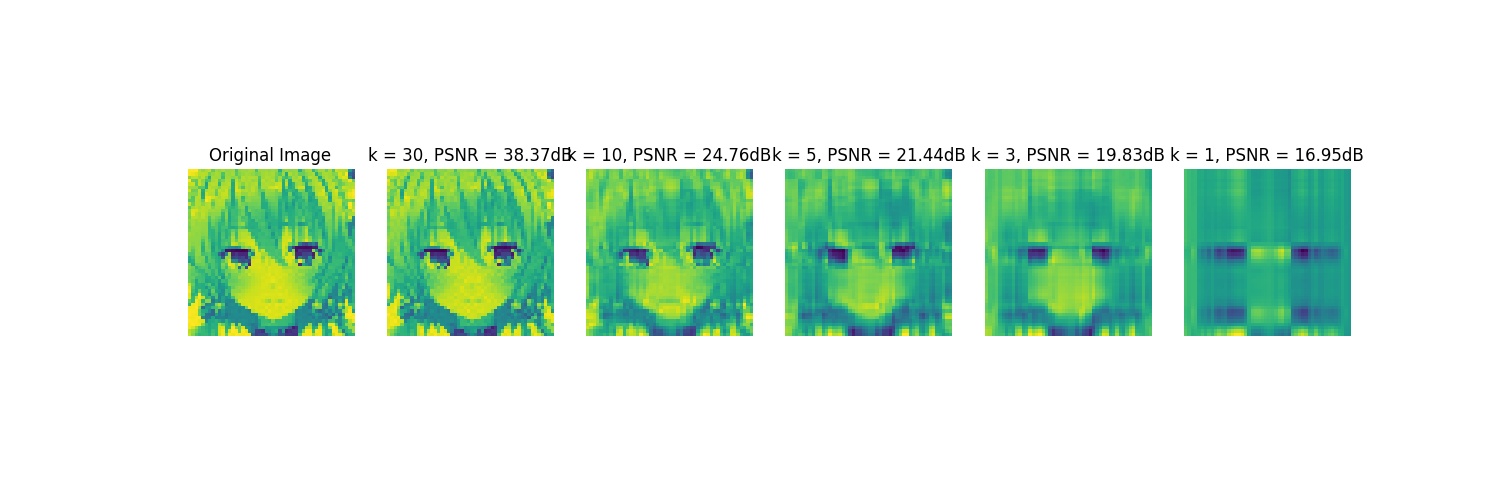 Original Image
k = 30, PSNR = 38.37dB
k = 10, PSNR = 24.76dB
k = 5, PSNR = 21.44dB
k = 3, PSNR = 19.83dB
k = 1, PSNR = 16.95dB